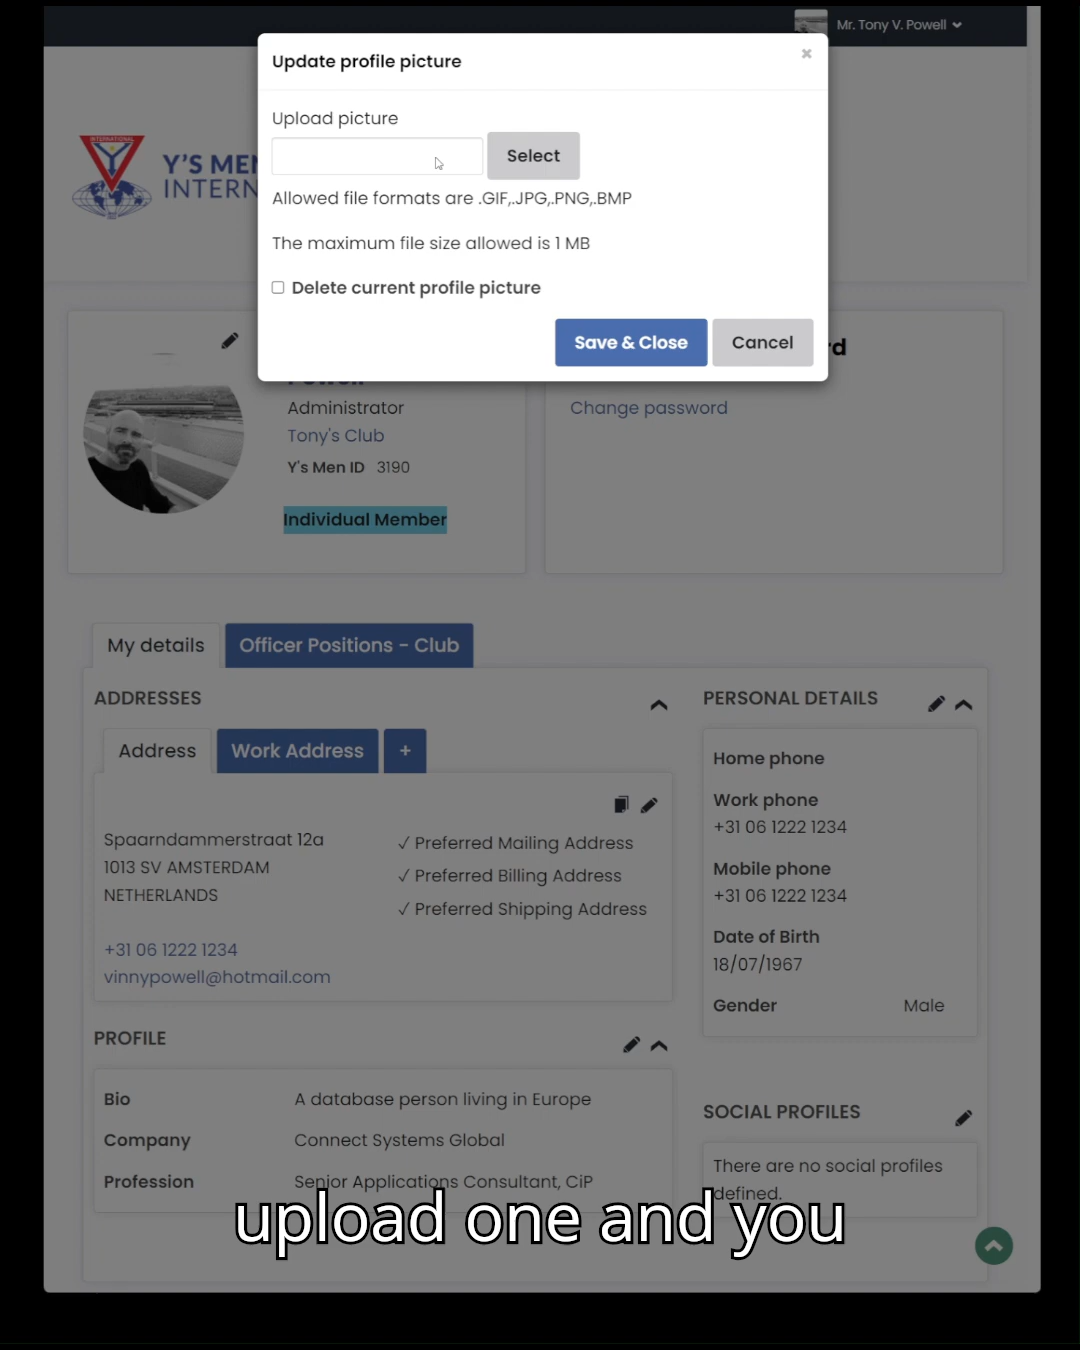 Mr. Tony V. Powell
Update profile picture
Upload picture
Select
Allowed file formats are .GIF,.JPG,.PNG,.BMP
The maximum file size allowed is 1 MB
Delete current profile picture
Save & Close
Cancel
INTERNATIONAL
Y'S MEN
INTERN
Powell
Administrator
Tony's Club
Y's Men ID 3190
Individual Member
rd
Change password
My details
Officer Positions - Club
ADDRESSES
Address
Work Address
+
Spaarndammerstraat 12a
1013 SV AMSTERDAM
NETHERLANDS
✓ Preferred Mailing Address
✓ Preferred Billing Address
✓ Preferred Shipping Address
+31 06 1222 1234
vinnypowell@hotmail.com
PERSONAL DETAILS
Home phone
Work phone
+31 06 1222 1234
Mobile phone
+31 06 1222 1234
Date of Birth
18/07/1967
Gender Male
PROFILE
Bio A database person living in Europe
Company Connect Systems Global
Profession Senior Applications Consultant, CiP
SOCIAL PROFILES
There are no social profiles
defined.
upload one and you